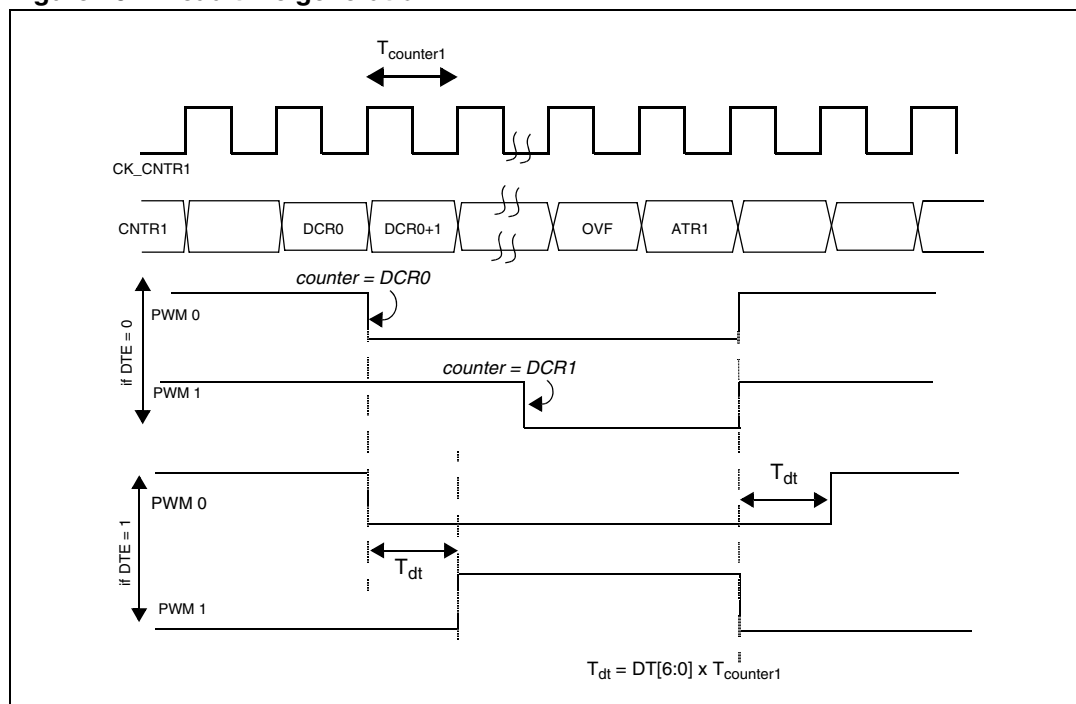 T_counter1
CK_CNTR1
CNTR1 DCR0 DCR0+1 OVF ATR1
counter = DCR0
PWM 0
if DTE = 0
counter = DCR1
PWM 1
T_dt
PWM 0
if DTE = 1
T_dt
PWM 1
T_dt = DT[6:0] x T_counter1